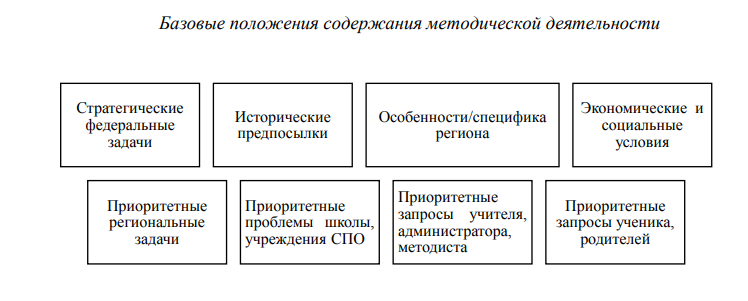 Базовые положения содержания методической деятельности
Стратегические
федеральные
задачи
Исторические
предпосылки
Особенности/специфика
региона
Экономические и
социальные
условия
Приоритетные
региональные
задачи
Приоритетные
проблемы школы,
учреждения СПО
Приоритетные
запросы учителя,
администратора,
методиста
Приоритетные
запросы ученика,
родителей